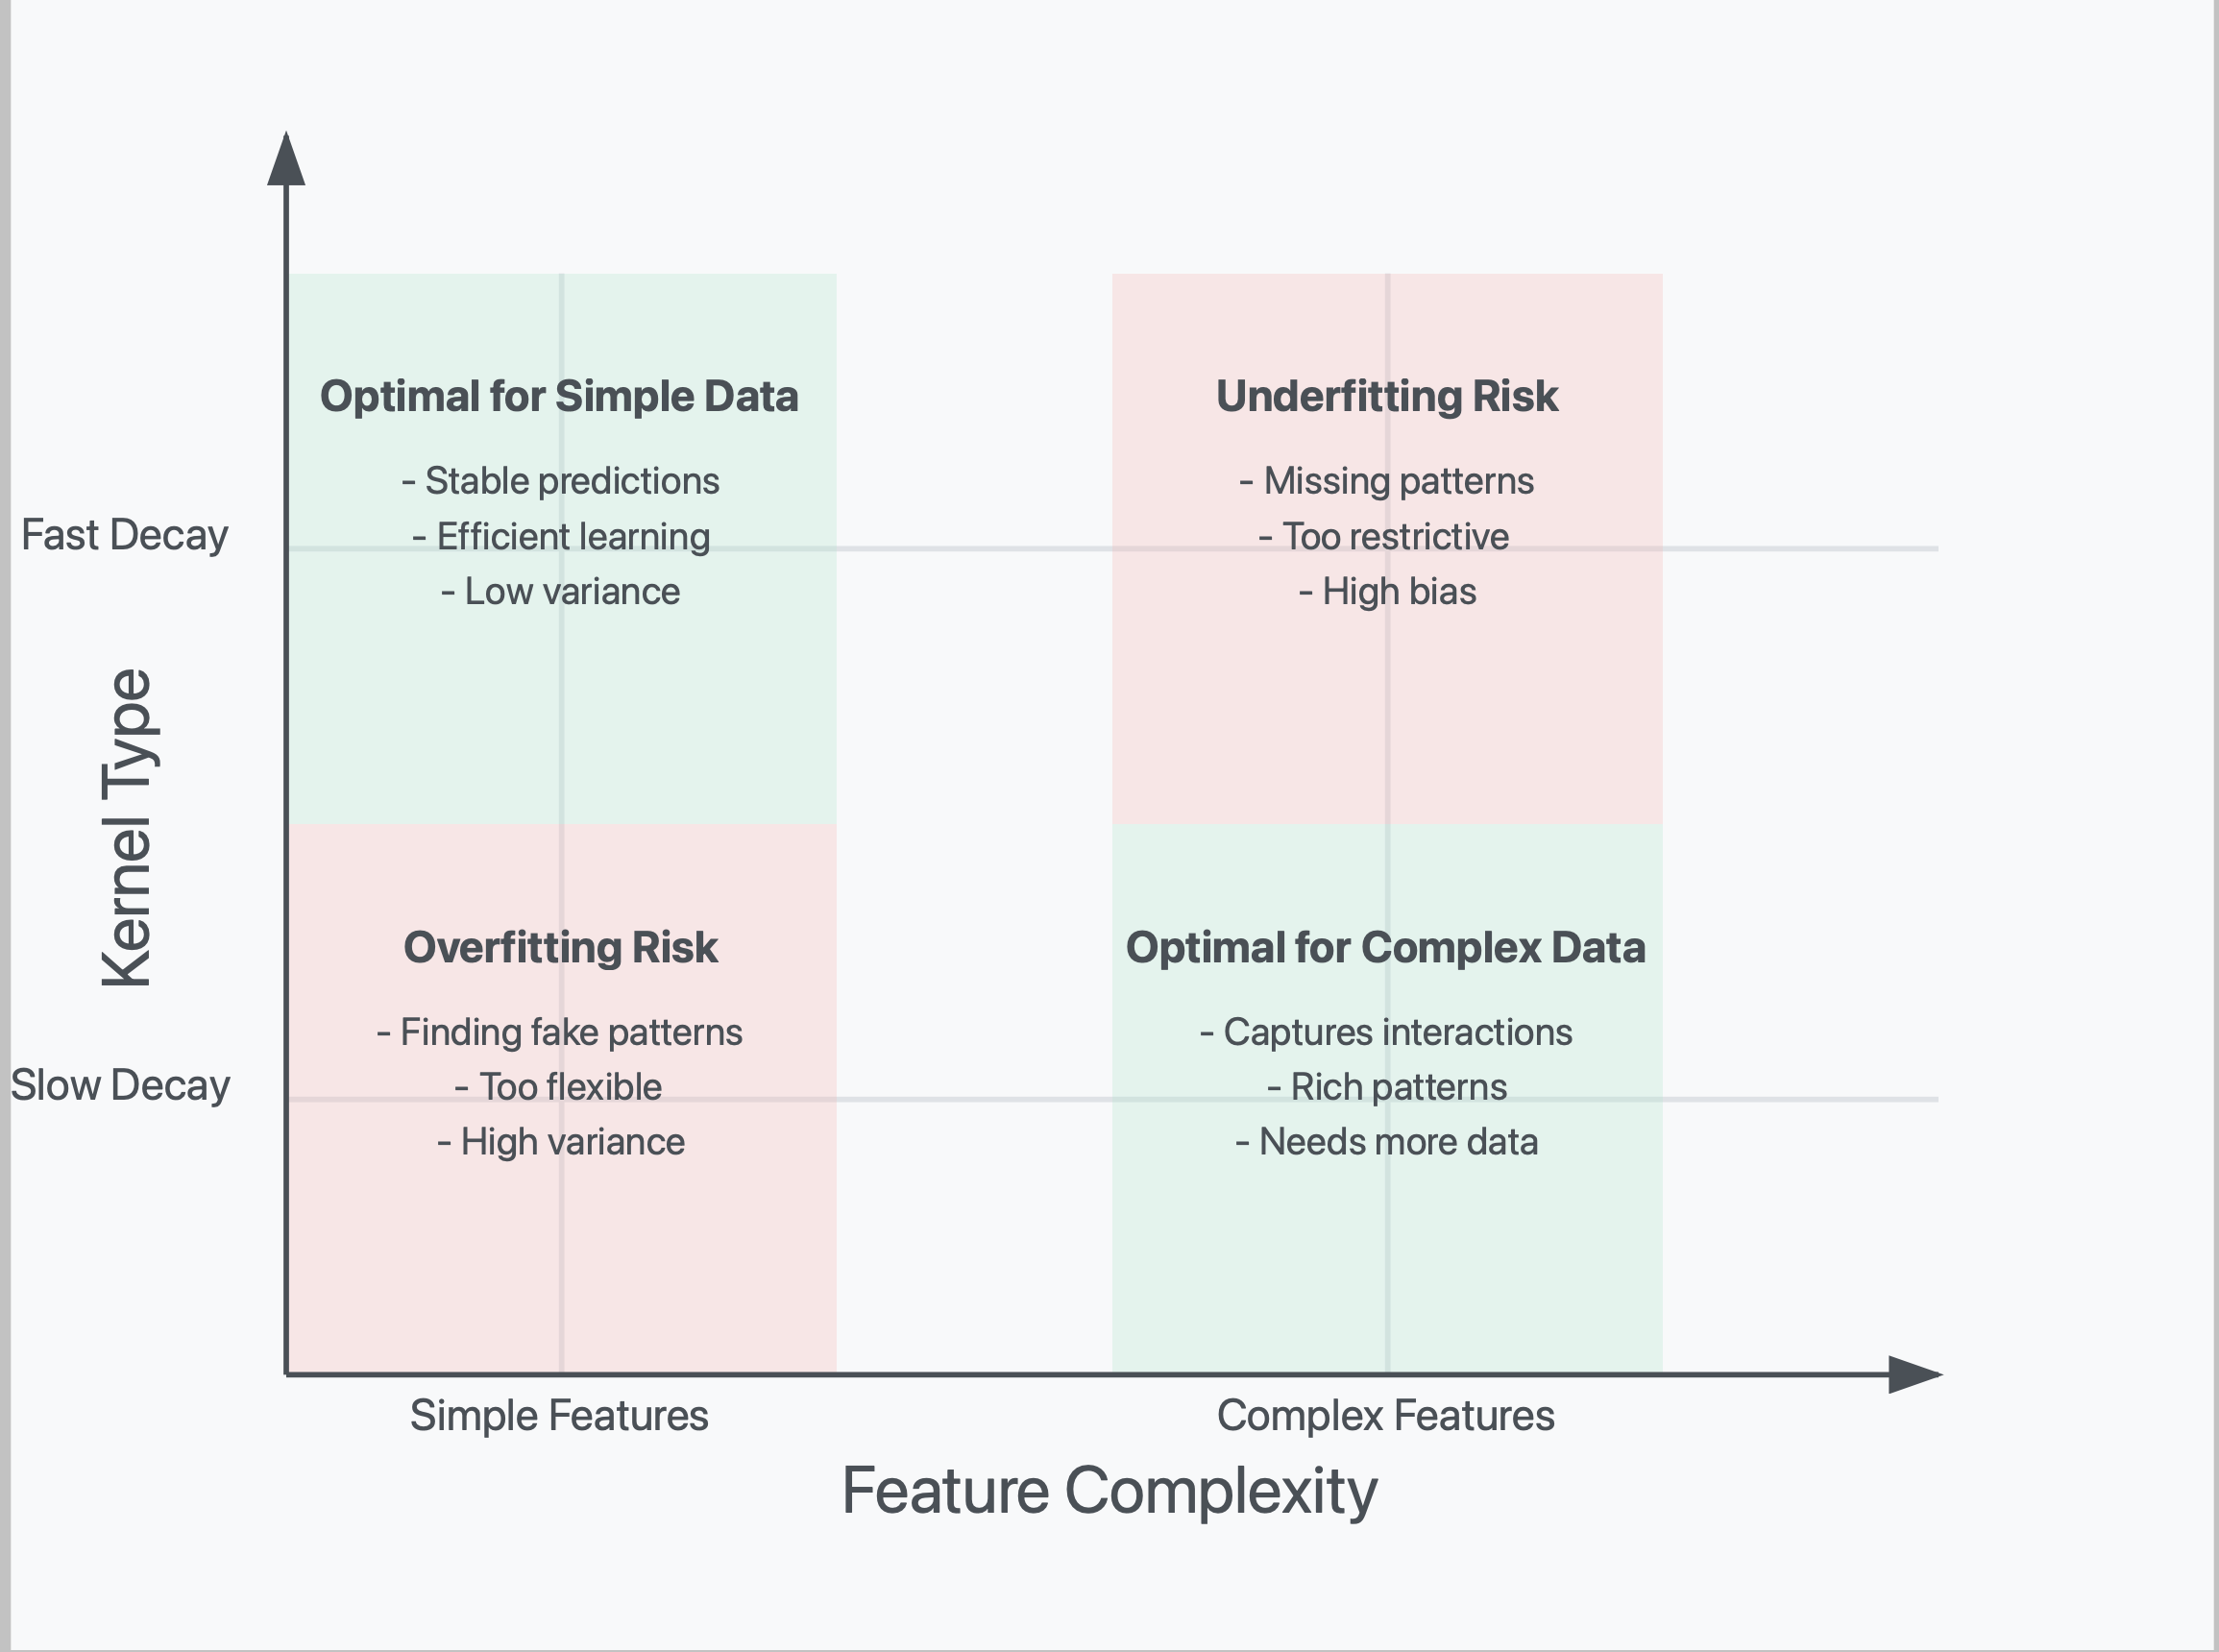 Optimal for Simple Data
- Stable predictions
- Efficient learning
- Low variance
Underfitting Risk
- Missing patterns
- Too restrictive
- High bias
Fast Decay
Kernel Type
Overfitting Risk
- Finding fake patterns
- Too flexible
- High variance
Optimal for Complex Data
- Captures interactions
- Rich patterns
- Needs more data
Slow Decay
Simple Features
Complex Features
Feature Complexity